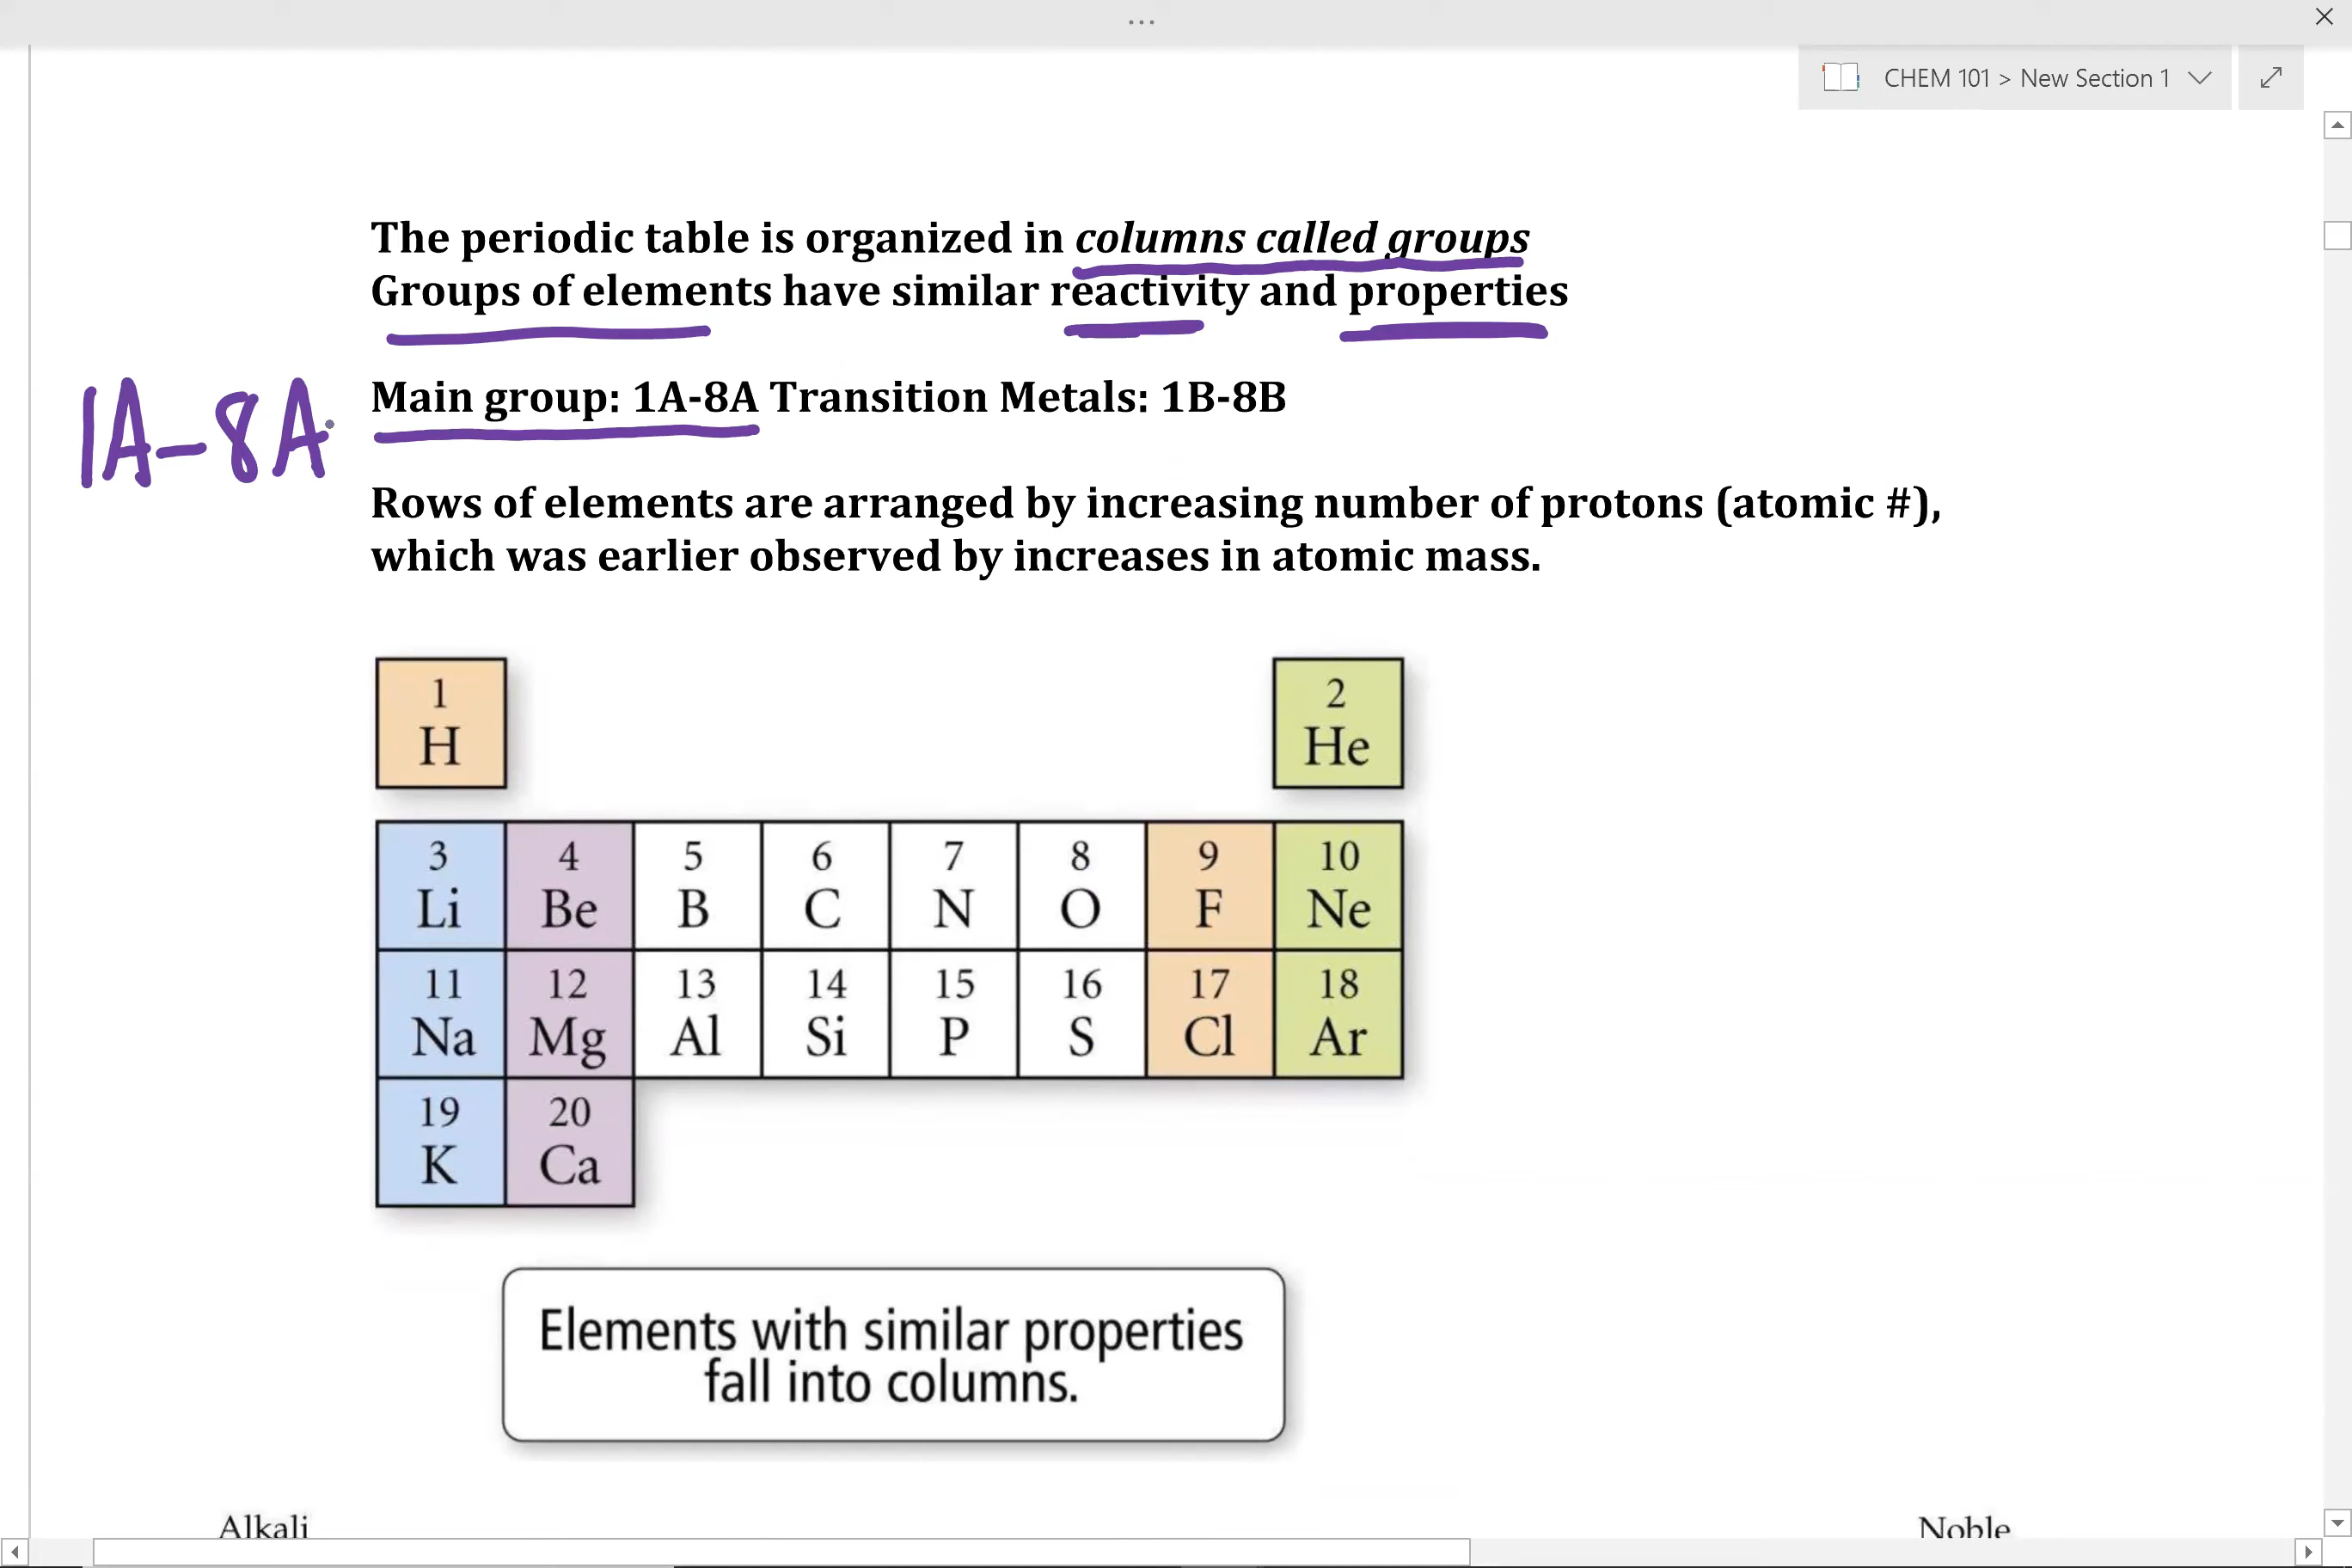 CHEM 101 > New Section 1
The periodic table is organized in columns called groups
Groups of elements have similar reactivity and properties
1A-8A
Main group: 1A-8A Transition Metals: 1B-8B
Rows of elements are arranged by increasing number of protons (atomic #),
which was earlier observed by increases in atomic mass.
1 2
H He
3 4 5 6 7 8 9 10
Li Be B C N O F Ne
11 12 13 14 15 16 17 18
Na Mg Al Si P S Cl Ar
19 20
K Ca
Elements with similar properties
fall into columns.
Alkali Noble